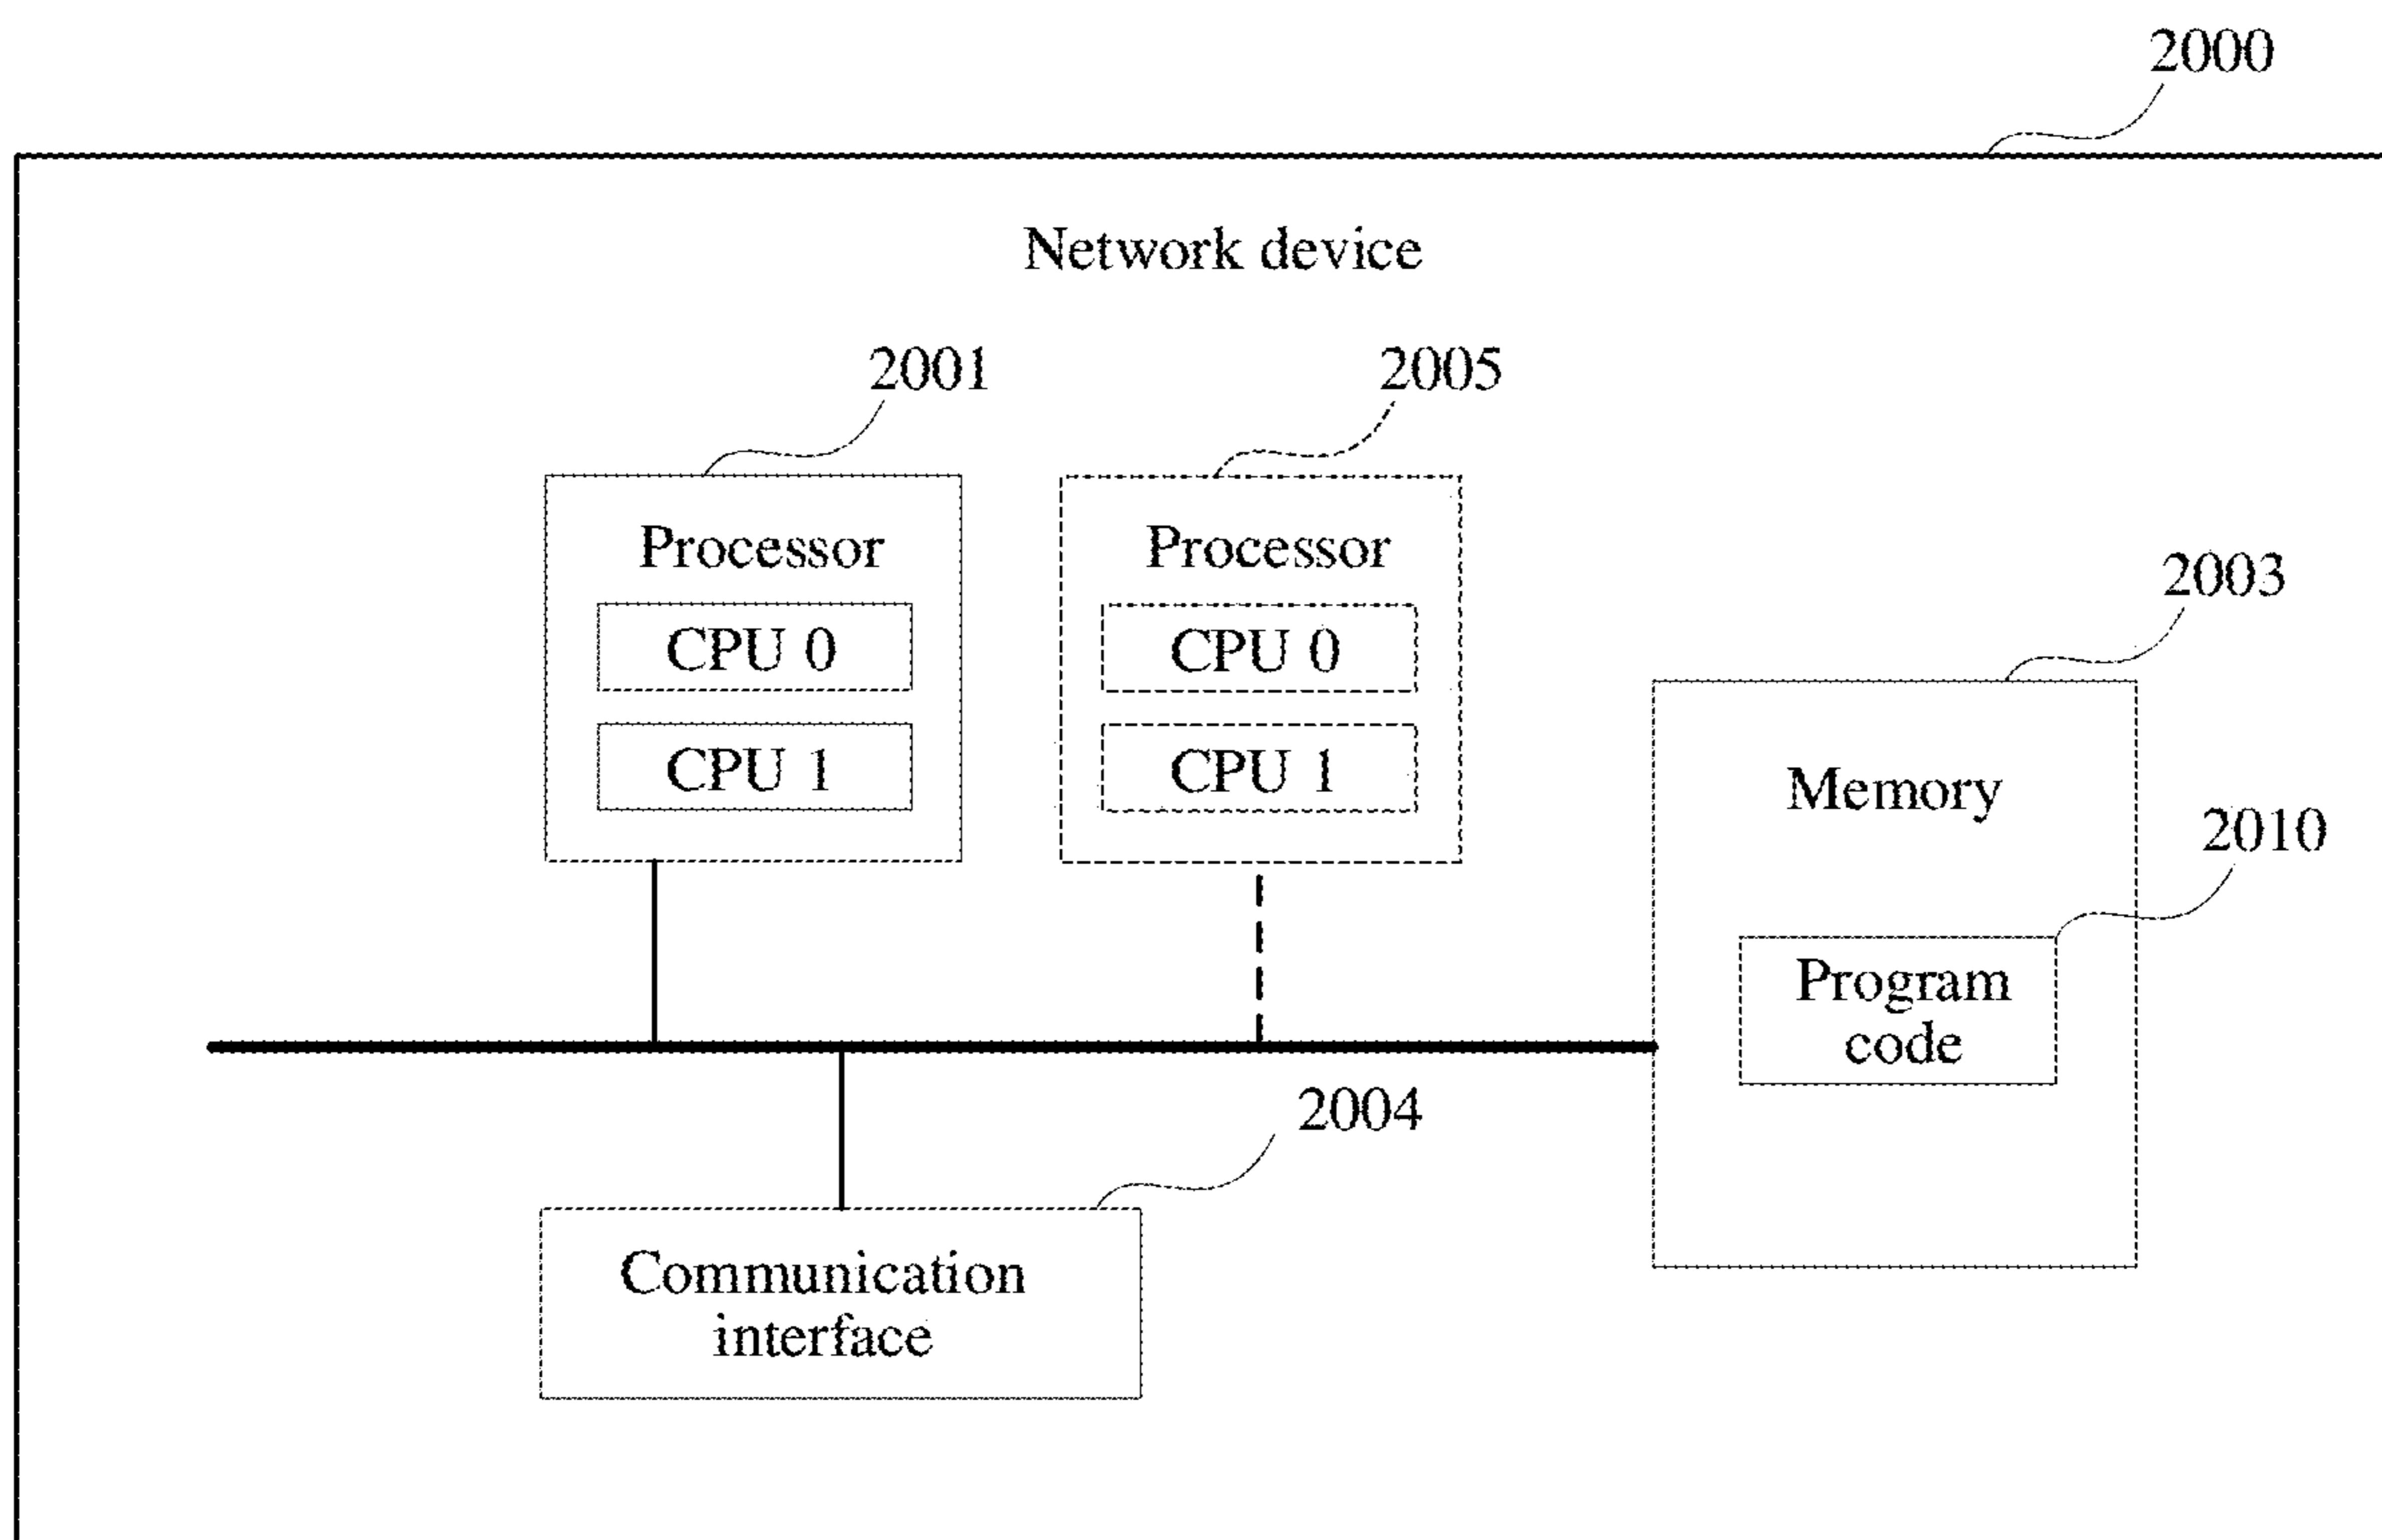 2000
Network device
2001
2005
Processor
CPU 0
CPU 1
Processor
CPU 0
CPU 1
2003
Memory
2010
Program
code
2004
Communication
interface